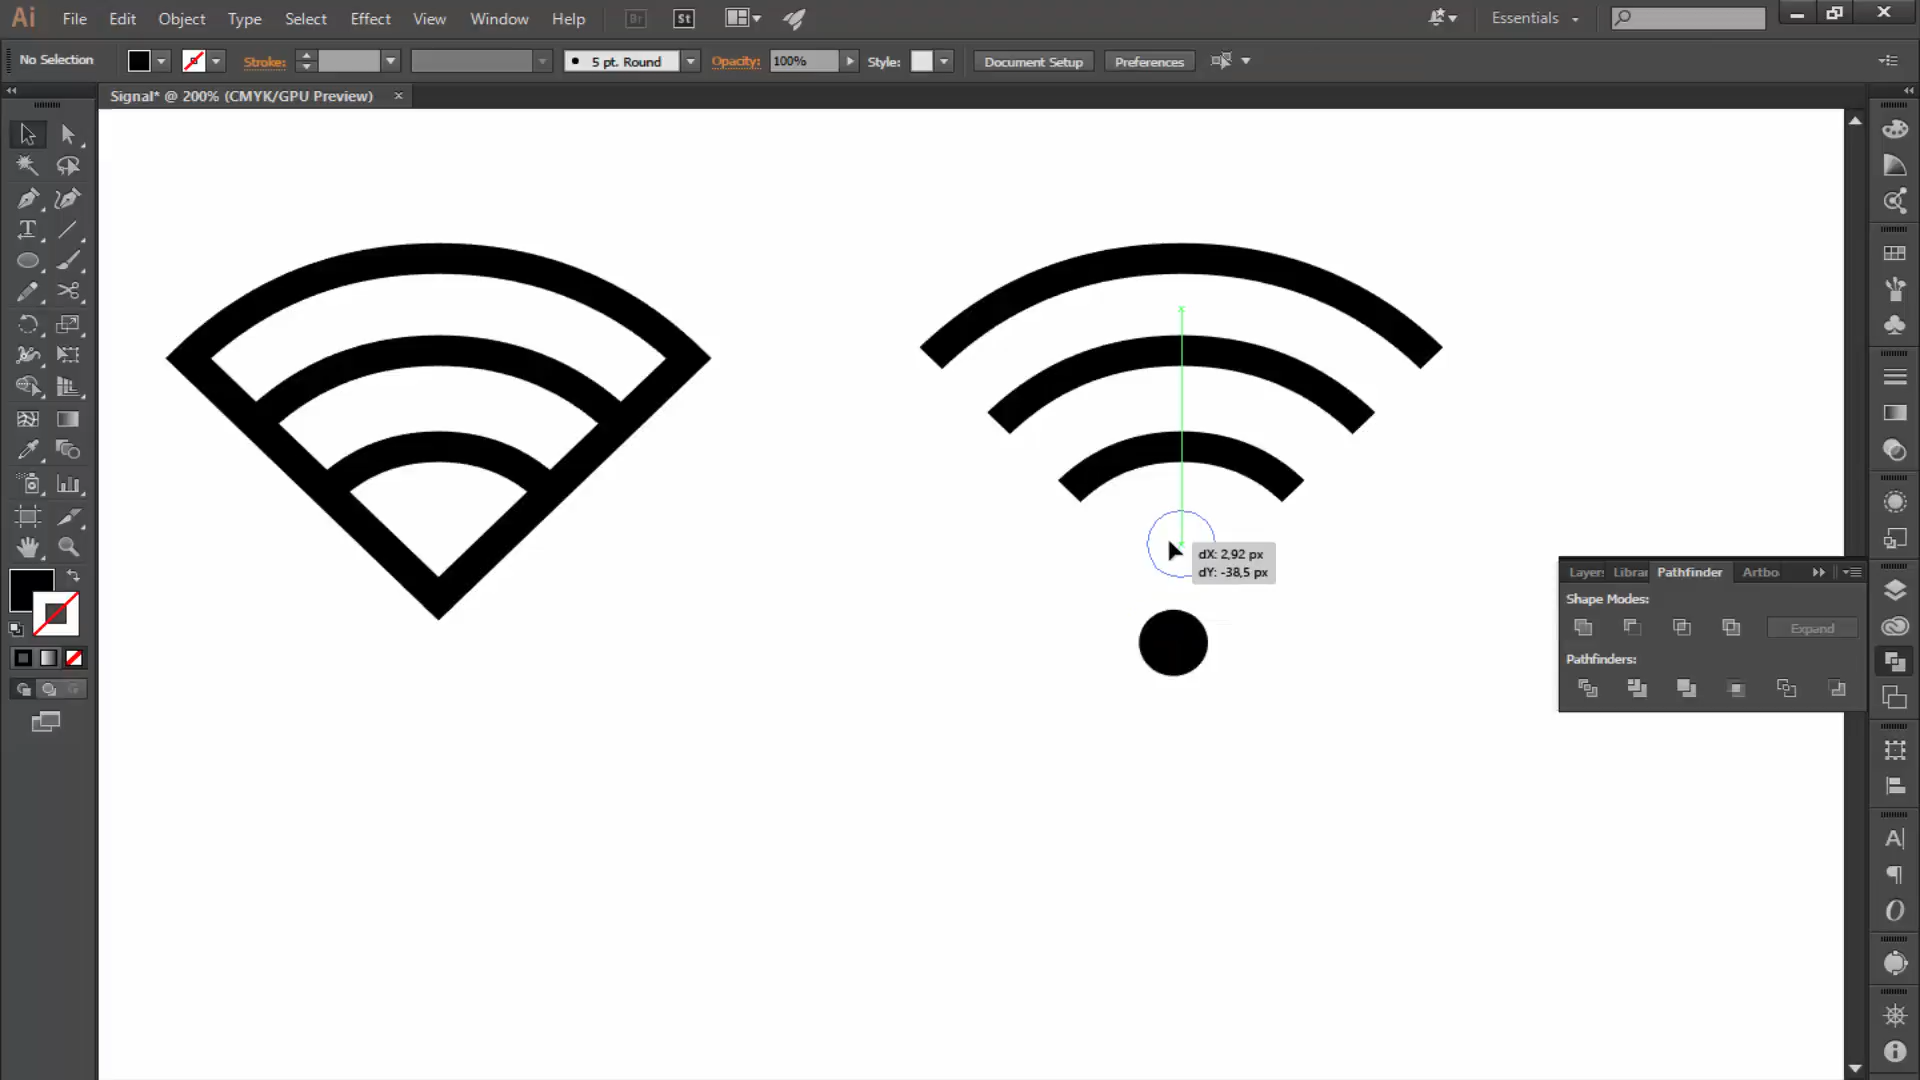 Ai File Edit Object Type Select Effect View Window Help Br St Essentials
No Selection Stroke: 5 pt. Round Opacity: 100% Style: Document Setup Preferences
Signal* @ 200% (CMYK/GPU Preview)
dX: 2,92 px
dY: -38,5 px
Layers Librar Pathfinder Artbo
Shape Modes:
Expand
Pathfinders: